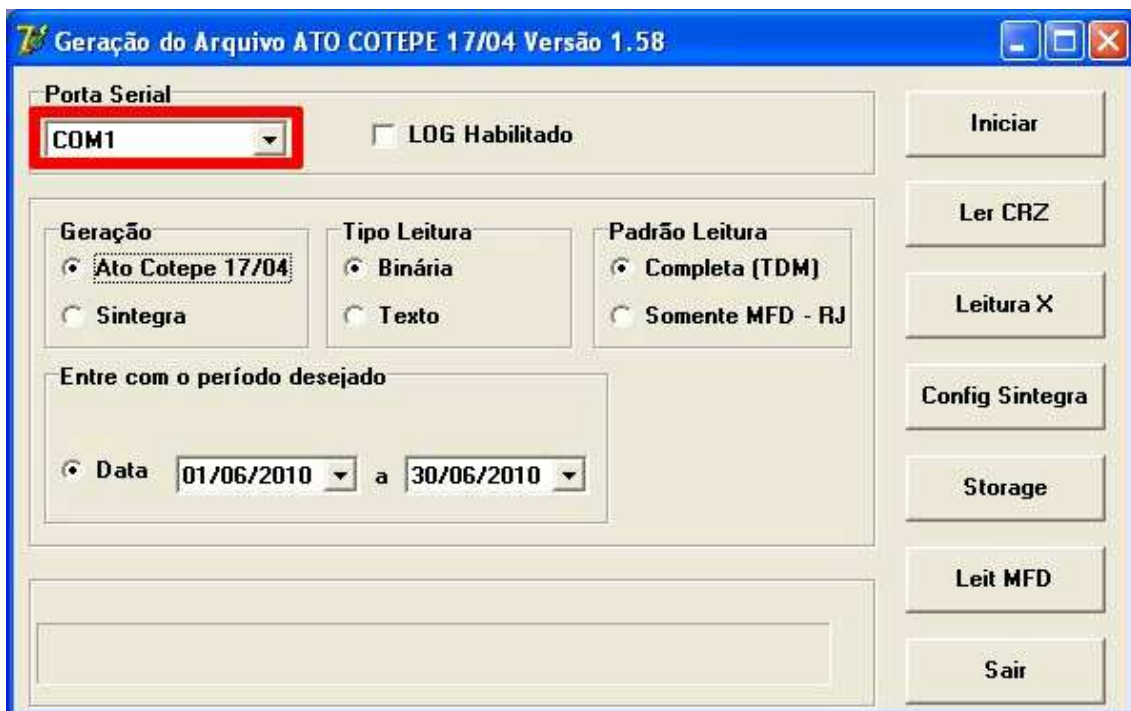 Geração do Arquivo ATO COTEPE 17/04 Versão 1.58
Porta Serial
COM1
LOG Habilitado
Iniciar
Ler CRZ
Geração
Tipo Leitura
Padrão Leitura
Ato Cotepe 17/04
Binária
Completa (TDM)
Sintegra
Texto
Somente MFD - RJ
Leitura X
Entre com o período desejado
Config Sintegra
Data 01/06/2010 a 30/06/2010
Storage
Leit MFD
Sair